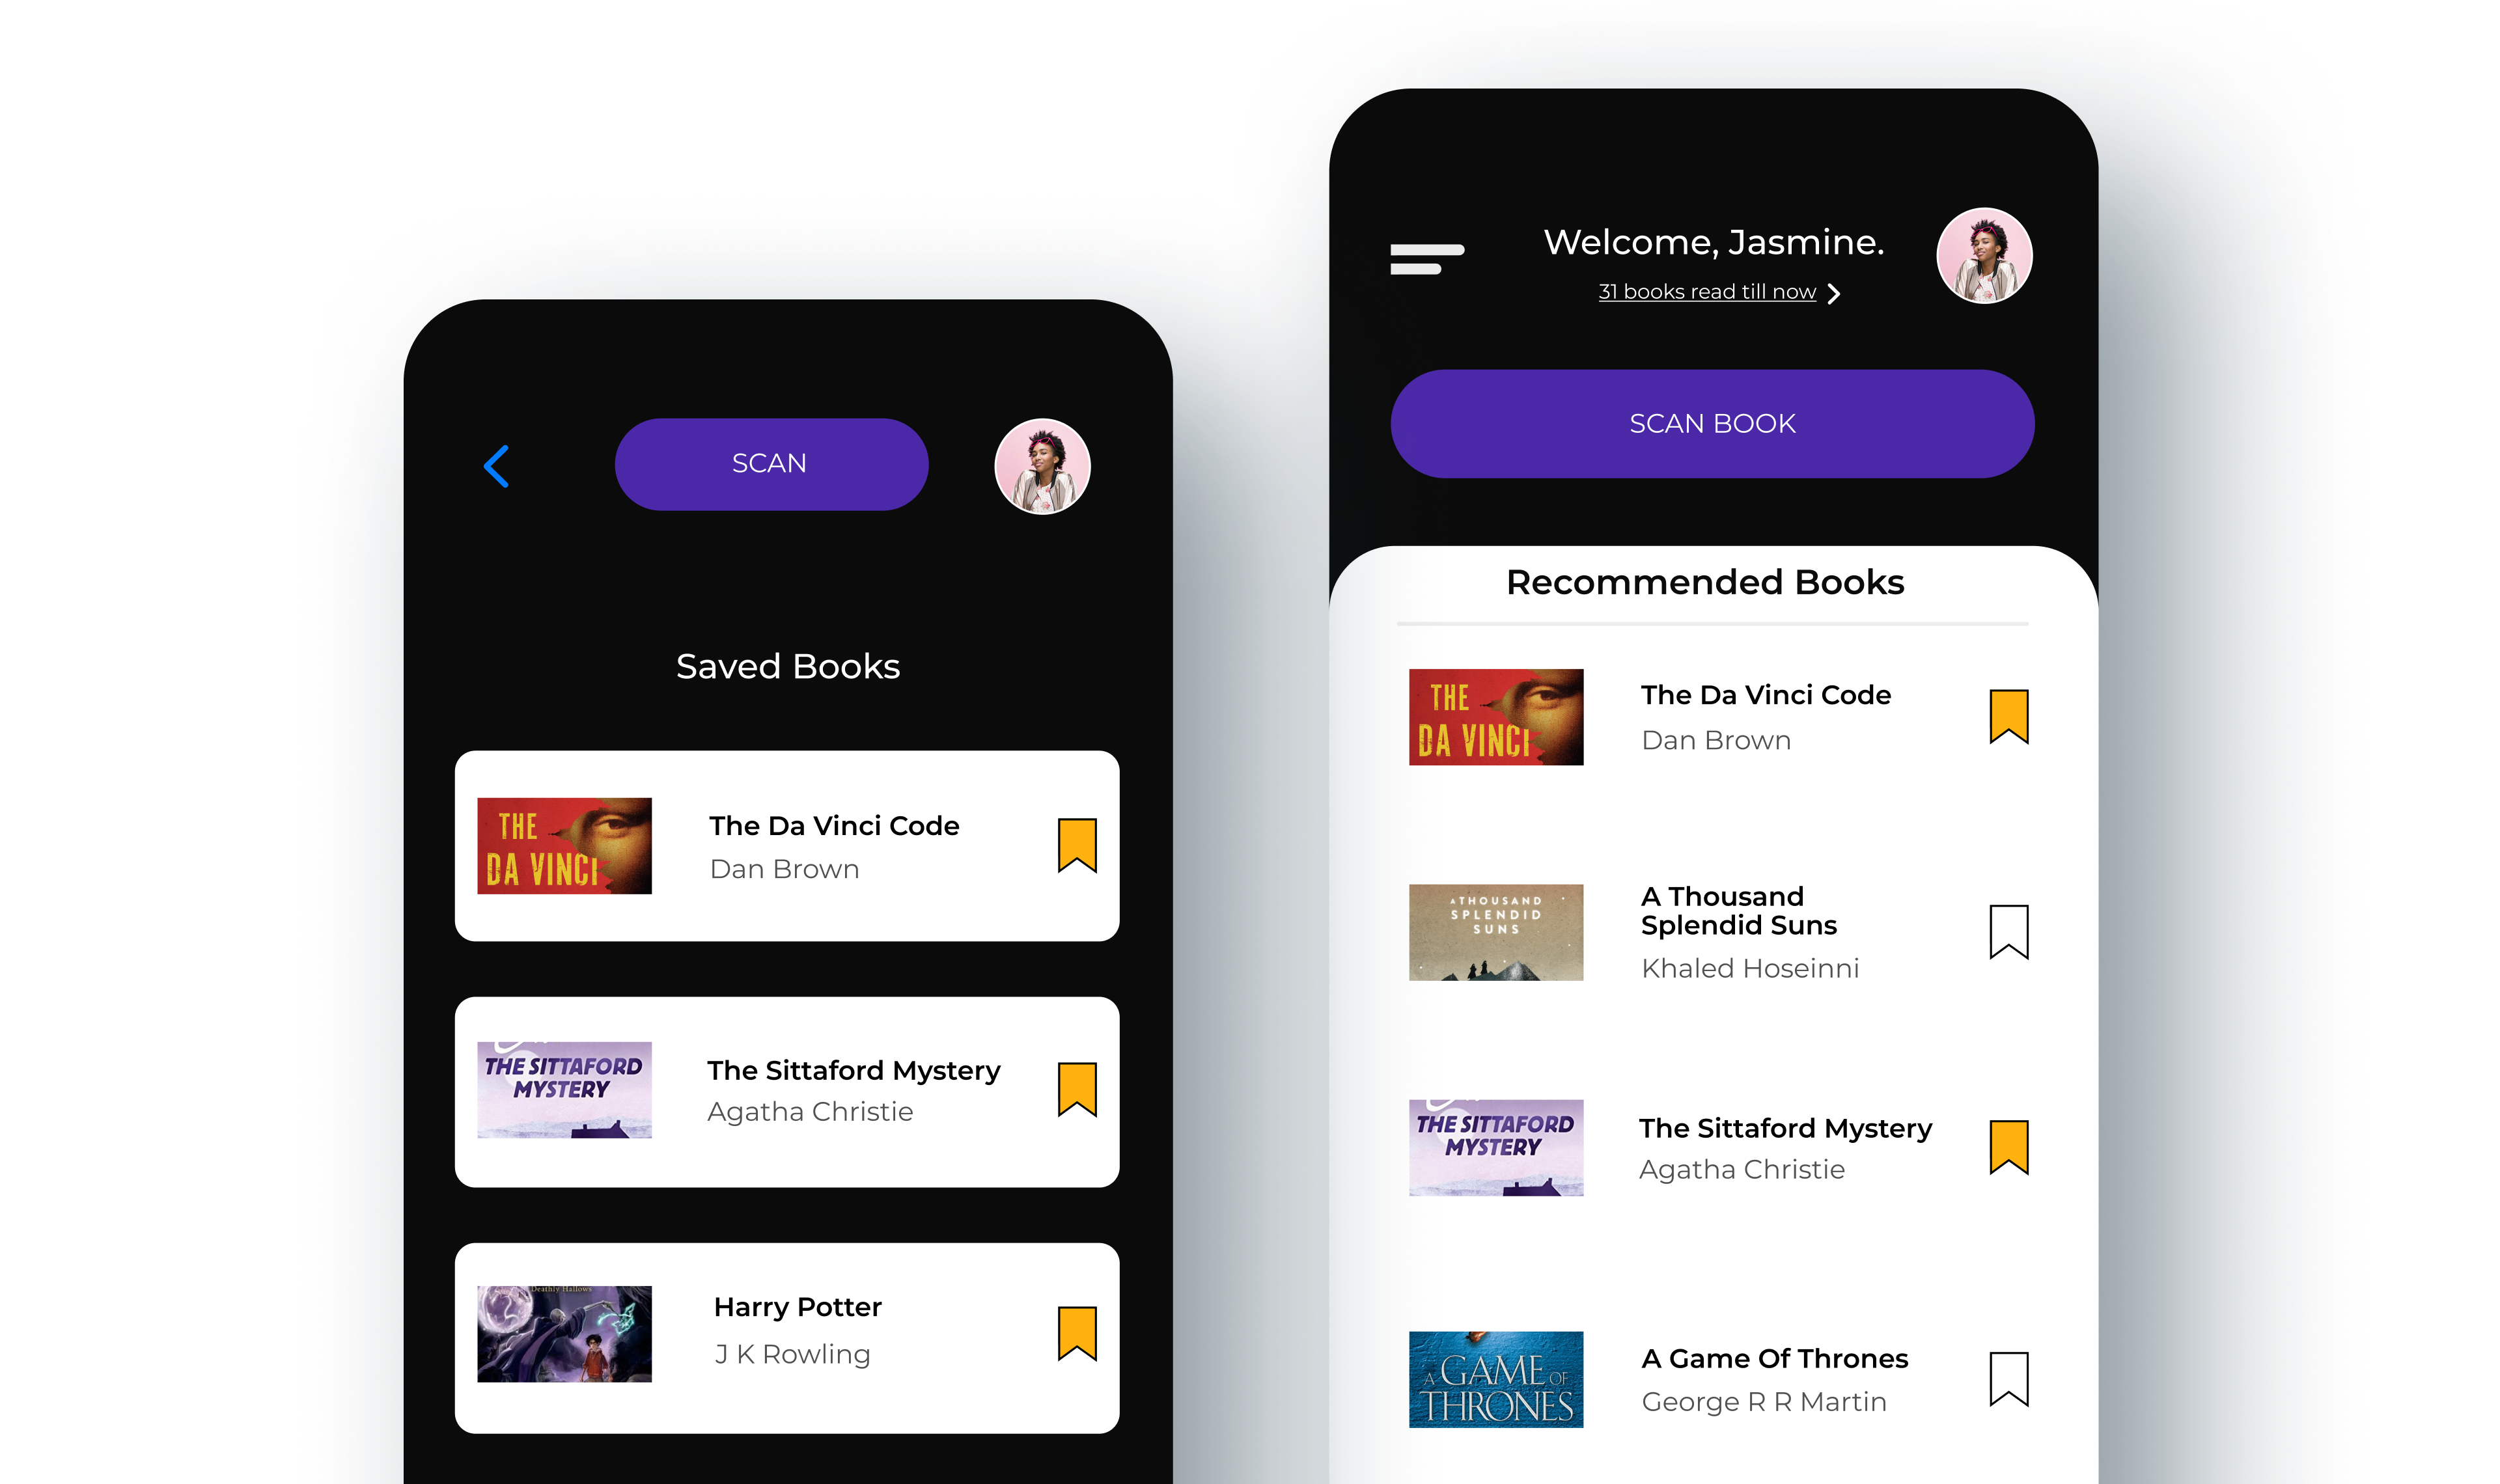 SCAN
Saved Books
THE
DA VINCI
The Da Vinci Code
Dan Brown
THE SITTAFORD
MYSTERY
The Sittaford Mystery
Agatha Christie
Deathly Hallows
Harry Potter
J K Rowling
Welcome, Jasmine.
31 books read till now
SCAN BOOK
Recommended Books
THE
DA VINCI
The Da Vinci Code
Dan Brown
A THOUSAND
SPLENDID
SUNS
A Thousand
Splendid Suns
Khaled Hoseinni
THE SITTAFORD
MYSTERY
The Sittaford Mystery
Agatha Christie
A GAME OF
THRONES
A Game Of Thrones
George R R Martin